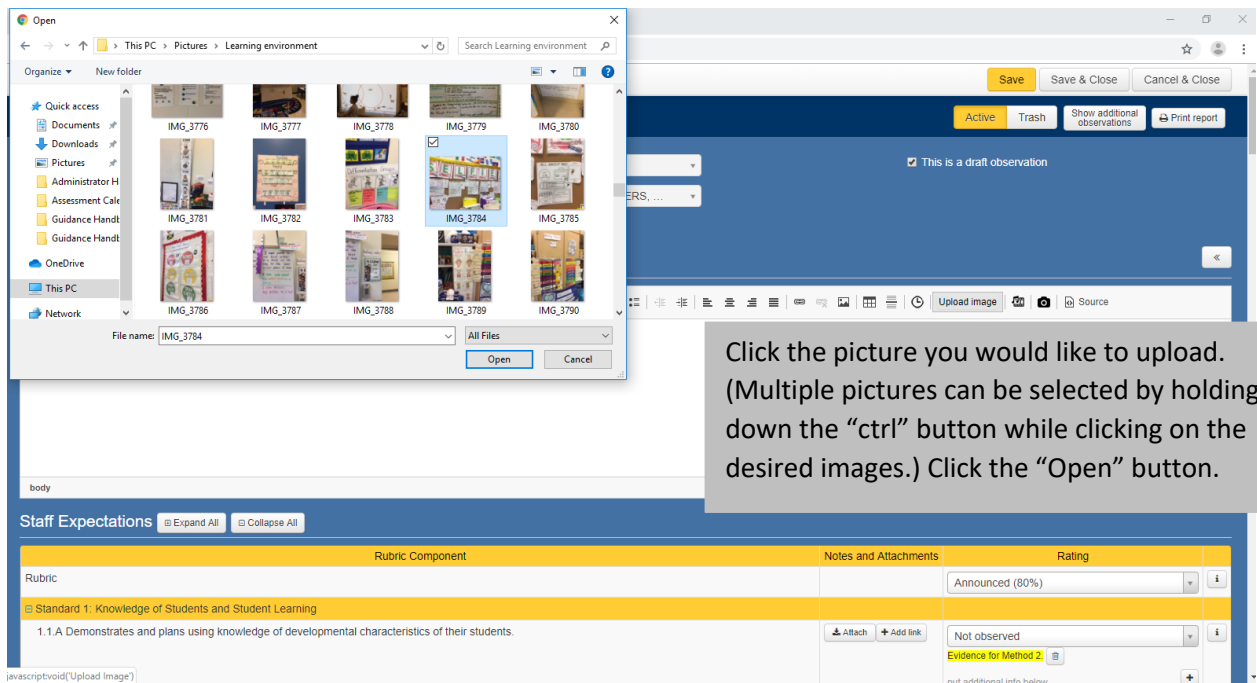 Open
This PC > Pictures > Learning environment
Search Learning environment
Organize
New folder
Quick access
Documents
Downloads
Pictures
Administrator H
Assessment Cale
Guidance Handb
Guidance Handb
OneDrive
This PC
Network
IMG_3776 IMG_3777 IMG_3778 IMG_3779 IMG_3780
IMG_3781 IMG_3782 IMG_3783 IMG_3784 IMG_3785
IMG_3786 IMG_3787 IMG_3788 IMG_3789 IMG_3790
File name: IMG_3784
All Files
Open Cancel
Save Save & Close Cancel & Close
Active Trash Show additional observations Print report
This is a draft observation
ERS, ...
Upload image Source
Click the picture you would like to upload.
(Multiple pictures can be selected by holding
down the “ctrl” button while clicking on the
desired images.) Click the “Open” button.
body
Staff Expectations Expand All Collapse All
Rubric Component Notes and Attachments Rating
Rubric Announced (80%) i
Standard 1: Knowledge of Students and Student Learning
1.1.A Demonstrates and plans using knowledge of developmental characteristics of their students. Attach + Add link Not observed i
Evidence for Method 2.
put additional info below +
javascript:void('Upload Image')